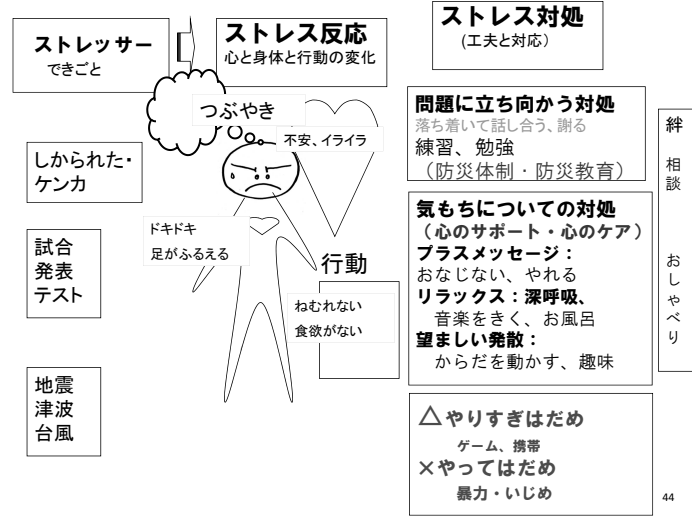 ストレッサー
できごと
ストレス反応
心と身体と行動の変化
ストレス対処
(工夫と対応)
しかられた・
ケンカ
試合
発表
テスト
地震
津波
台風
つぶやき
不安、イライラ
ドキドキ
足がふるえる
行動
ねむれない
食欲がない
問題に立ち向かう対処
落ち着いて話し合う、謝る
練習、勉強
（防災体制・防災教育）
気もちについての対処
（心のサポート・心のケア）
プラスメッセージ：
おなじない、やれる
リラックス：深呼吸、
音楽をきく、お風呂
望ましい発散：
からだを動かす、趣味
△やりすぎはだめ
ゲーム、携帯
×やってはだめ
暴力・いじめ
絆
相談
おしゃべり
44